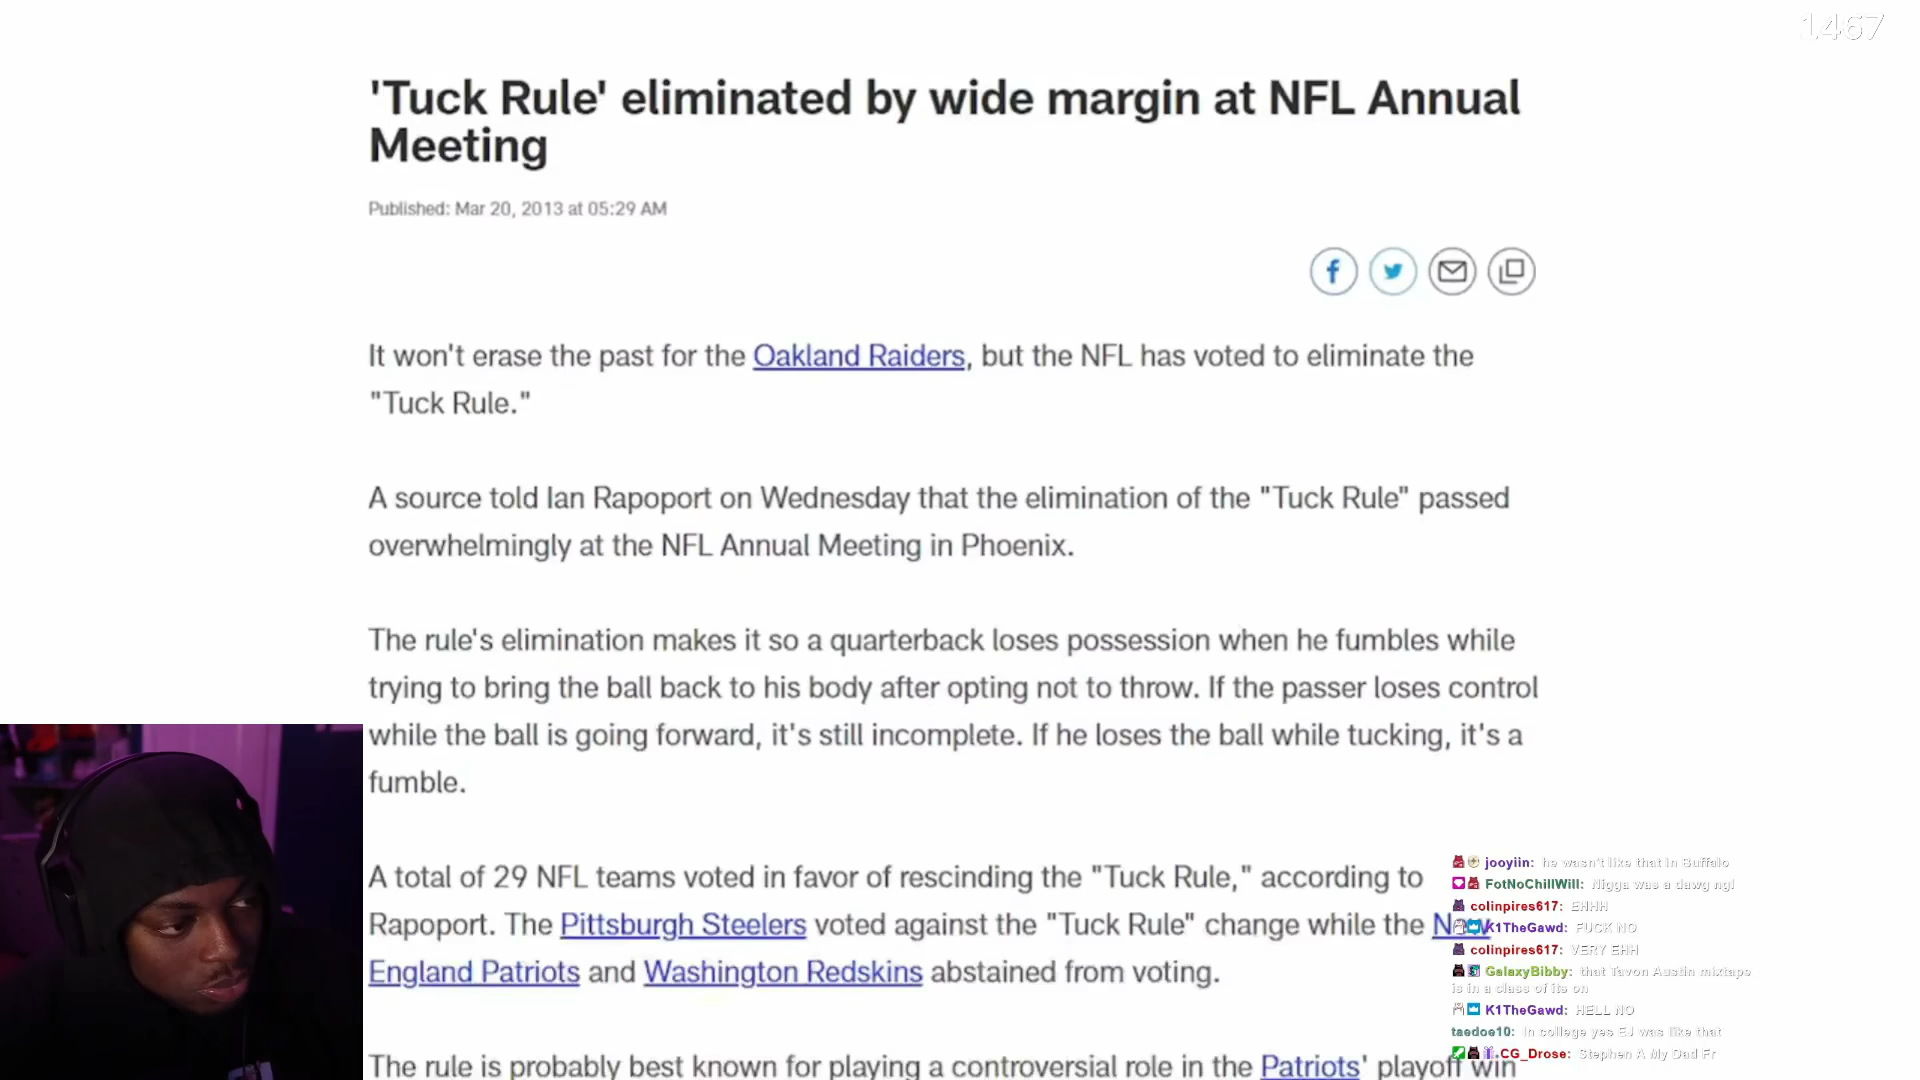 1467
'Tuck Rule' eliminated by wide margin at NFL Annual
Meeting
Published: Mar 20, 2013 at 05:29 AM
It won't erase the past for the Oakland Raiders, but the NFL has voted to eliminate the
"Tuck Rule."
A source told Ian Rapoport on Wednesday that the elimination of the "Tuck Rule" passed
overwhelmingly at the NFL Annual Meeting in Phoenix.
The rule's elimination makes it so a quarterback loses possession when he fumbles while
trying to bring the ball back to his body after opting not to throw. If the passer loses control
while the ball is going forward, it's still incomplete. If he loses the ball while tucking, it's a
fumble.
A total of 29 NFL teams voted in favor of rescinding the "Tuck Rule," according to
Rapoport. The Pittsburgh Steelers voted against the "Tuck Rule" change while the New
England Patriots and Washington Redskins abstained from voting.
The rule is probably best known for playing a controversial role in the Patriots' playoff win
jooyiin: he wasn't like that in Buffalo
FotNoChillWill: Nigga was a dawg ngl
colinpires617: EHHH
K1TheGawd: FUCK NO
colinpires617: VERY EHH
GalaxyBibby: that Tavon Austin mixtape
is in a class of its on
K1TheGawd: HELL NO
taedoe10: In college yes EJ was like that
CG_Drose: Stephen A My Dad Fr